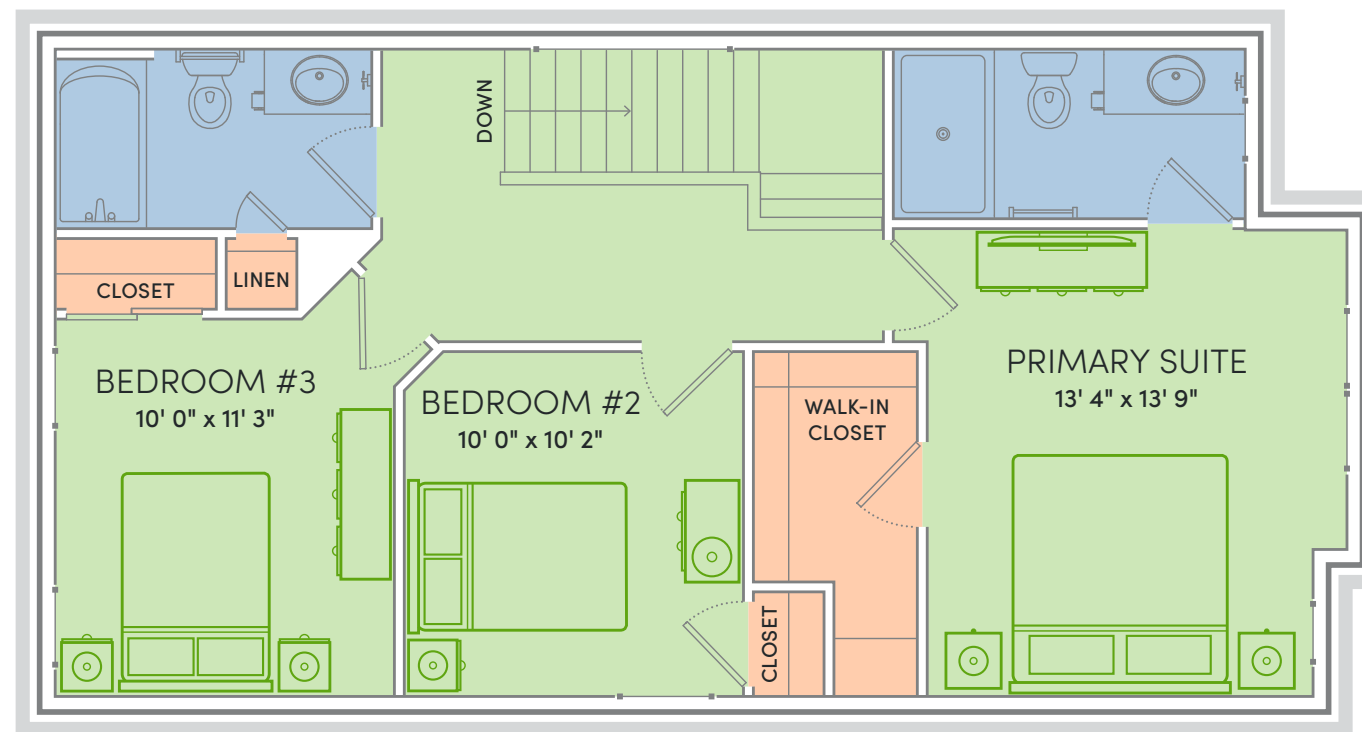 DOWN
CLOSET
LINEN
BEDROOM #3
10' 0" x 11' 3"
BEDROOM #2
10' 0" x 10' 2"
WALK-IN
CLOSET
PRIMARY SUITE
13' 4" x 13' 9"
CLOSET